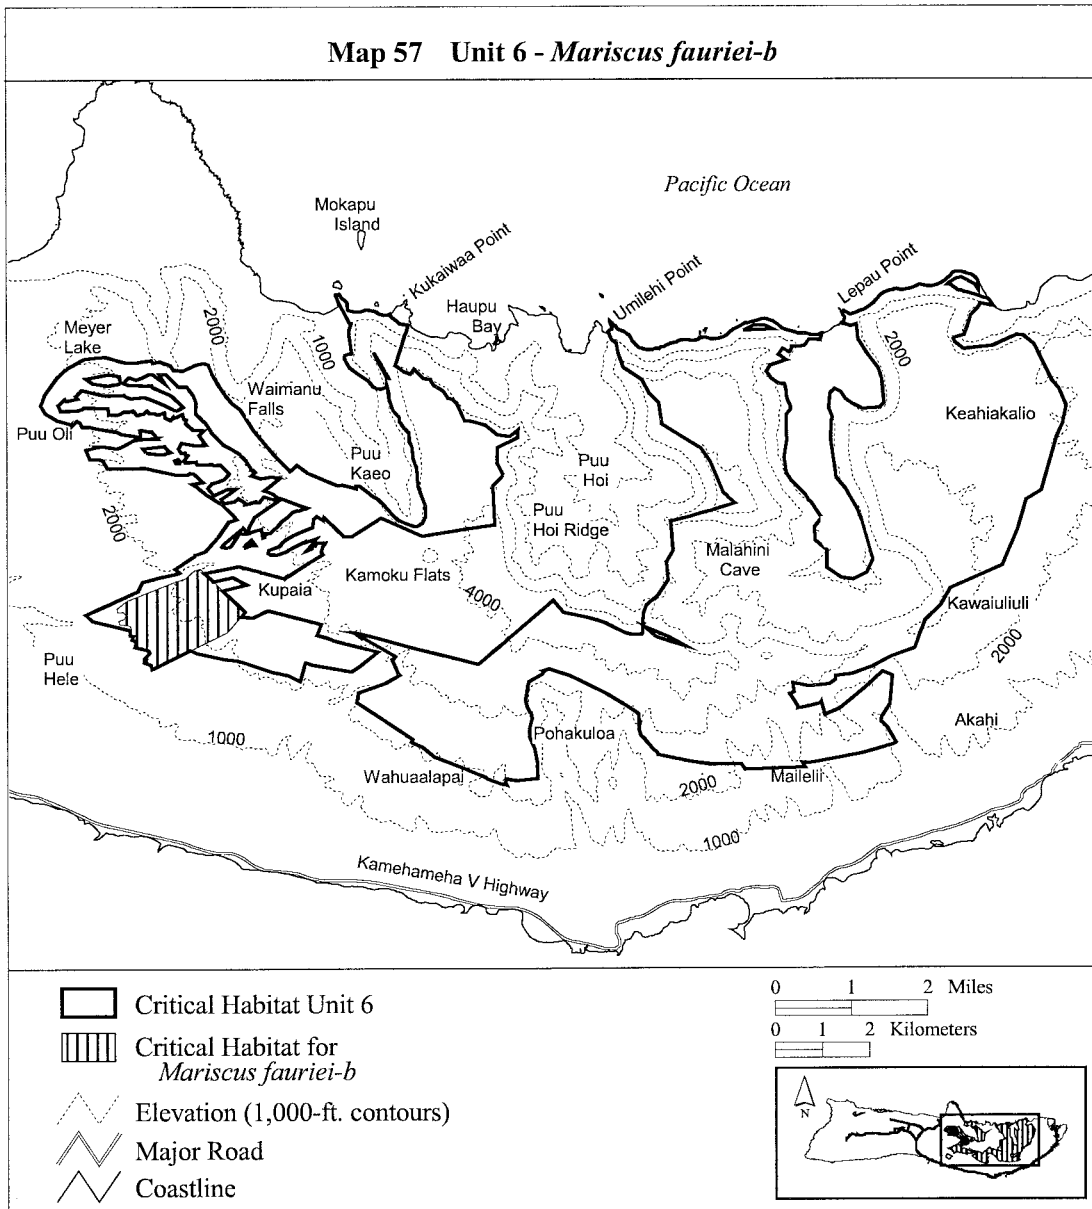 Map 57 Unit 6 - Mariscus fauriei-b
Pacific Ocean
Mokapu
Island
Kukaiwaa Point
Haupu
Bay
Umilehi Point
Lepau Point
Meyer
Lake
2000
1000
2000
Waimanu
Falls
Keahiakalio
Puu Oli
Puu
Kaeo
Puu
Hoi
2000
Puu
Hoi Ridge
Malahini
Cave
Kupaia
Kamoku Flats
4000
Kawaiuliuli
2000
Puu
Hele
1000
Pohakuloa
Akahi
Wahuaalapai
2000
Mailelii
1000
Kamehameha V Highway
Critical Habitat Unit 6
Critical Habitat for
Mariscus fauriei-b
Elevation (1,000-ft. contours)
Major Road
Coastline
0 1 2 Miles
0 1 2 Kilometers
N